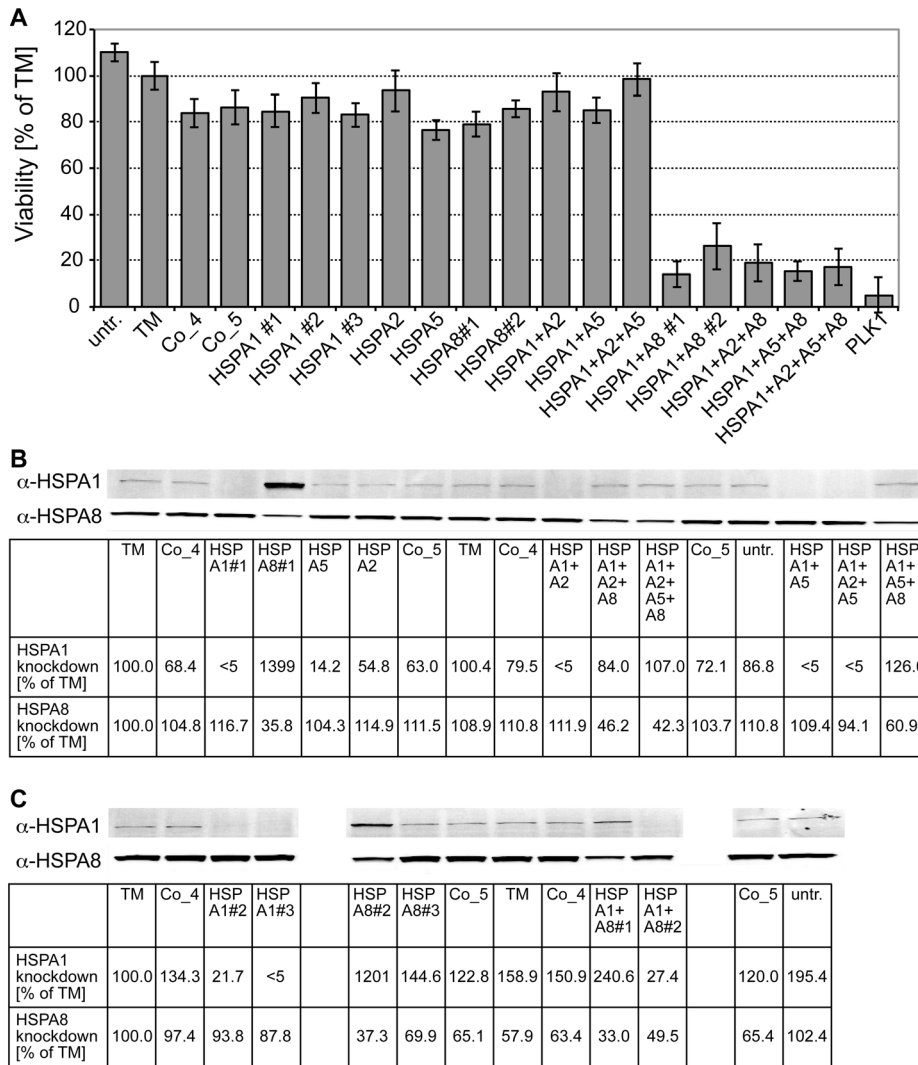 A
Viability [% of TM]
120
100
80
60
40
20
0
untr.
TM
Co_4
Co_5
HSPA1 #1
HSPA1 #2
HSPA1 #3
HSPA2
HSPA5
HSPA8#1
HSPA8#2
HSPA1+A2
HSPA1+A5
HSPA1+A2+A5
HSPA1+A8 #1
HSPA1+A8 #2
HSPA1+A2+A8
HSPA1+A5+A8
HSPA1+A2+A5+A8
PLK1
B
α-HSPA1
α-HSPA8
TM Co_4 HSP A1#1 HSP A8#1 HSP A5 HSP A2 Co_5 TM Co_4 HSP A1+ A2 HSP A1+ A2+ A8 HSP A1+ A2+ A5+ A8 Co_5 untr. HSP A1+ A5 HSP A1+ A2+ A5 HSP A1+ A5+ A8
HSPA1 knockdown [% of TM] 100.0 68.4 <5 1399 14.2 54.8 63.0 100.4 79.5 <5 84.0 107.0 72.1 86.8 <5 <5 126.0
HSPA8 knockdown [% of TM] 100.0 104.8 116.7 35.8 104.3 114.9 111.5 108.9 110.8 111.9 46.2 42.3 103.7 110.8 109.4 94.1 60.9
C
α-HSPA1
α-HSPA8
TM Co_4 HSP A1#2 HSP A1#3 HSP A8#2 HSP A8#3 Co_5 TM Co_4 HSP A1+ A8#1 HSP A1+ A8#2 Co_5 untr.
HSPA1 knockdown [% of TM] 100.0 134.3 21.7 <5 1201 144.6 122.8 158.9 150.9 240.6 27.4 120.0 195.4
HSPA8 knockdown [% of TM] 100.0 97.4 93.8 87.8 37.3 69.9 65.1 57.9 63.4 33.0 49.5 65.4 102.4